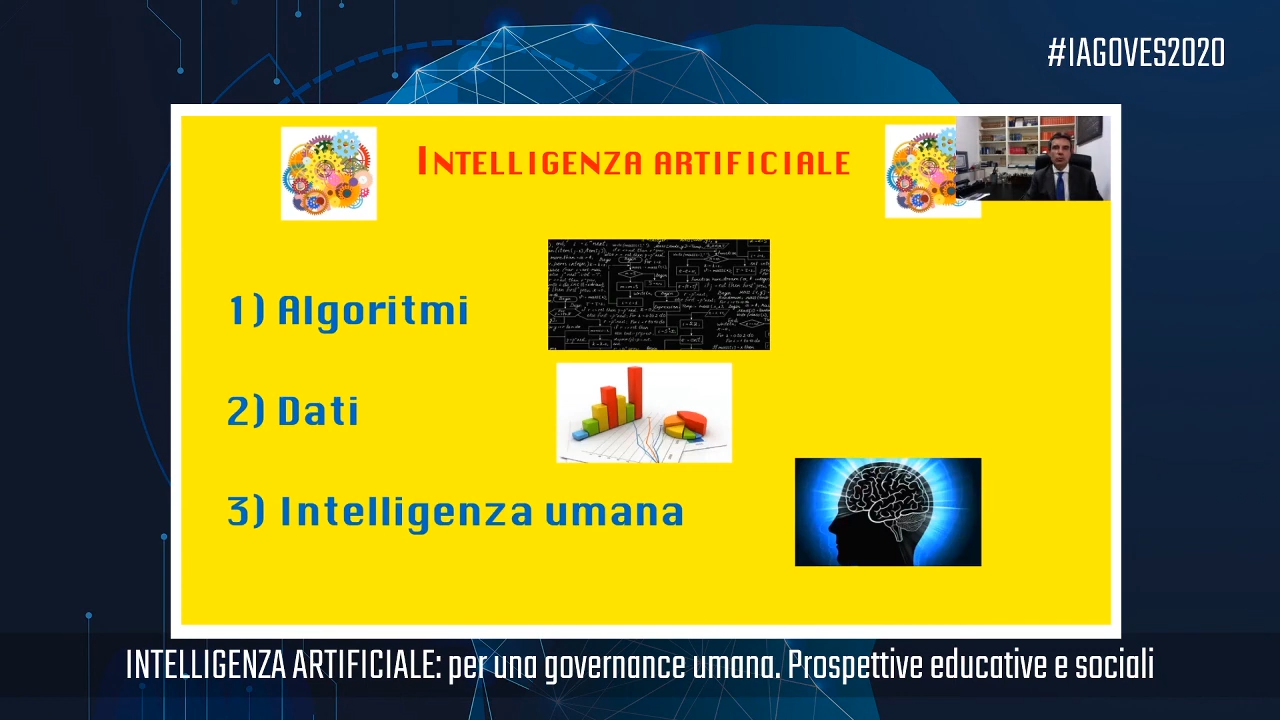 #IAGOVES2020
INTELLIGENZA ARTIFICIALE
1) Algoritmi
2) Dati
3) Intelligenza umana
INTELLIGENZA ARTIFICIALE: per una governance umana. Prospettive educative e sociali